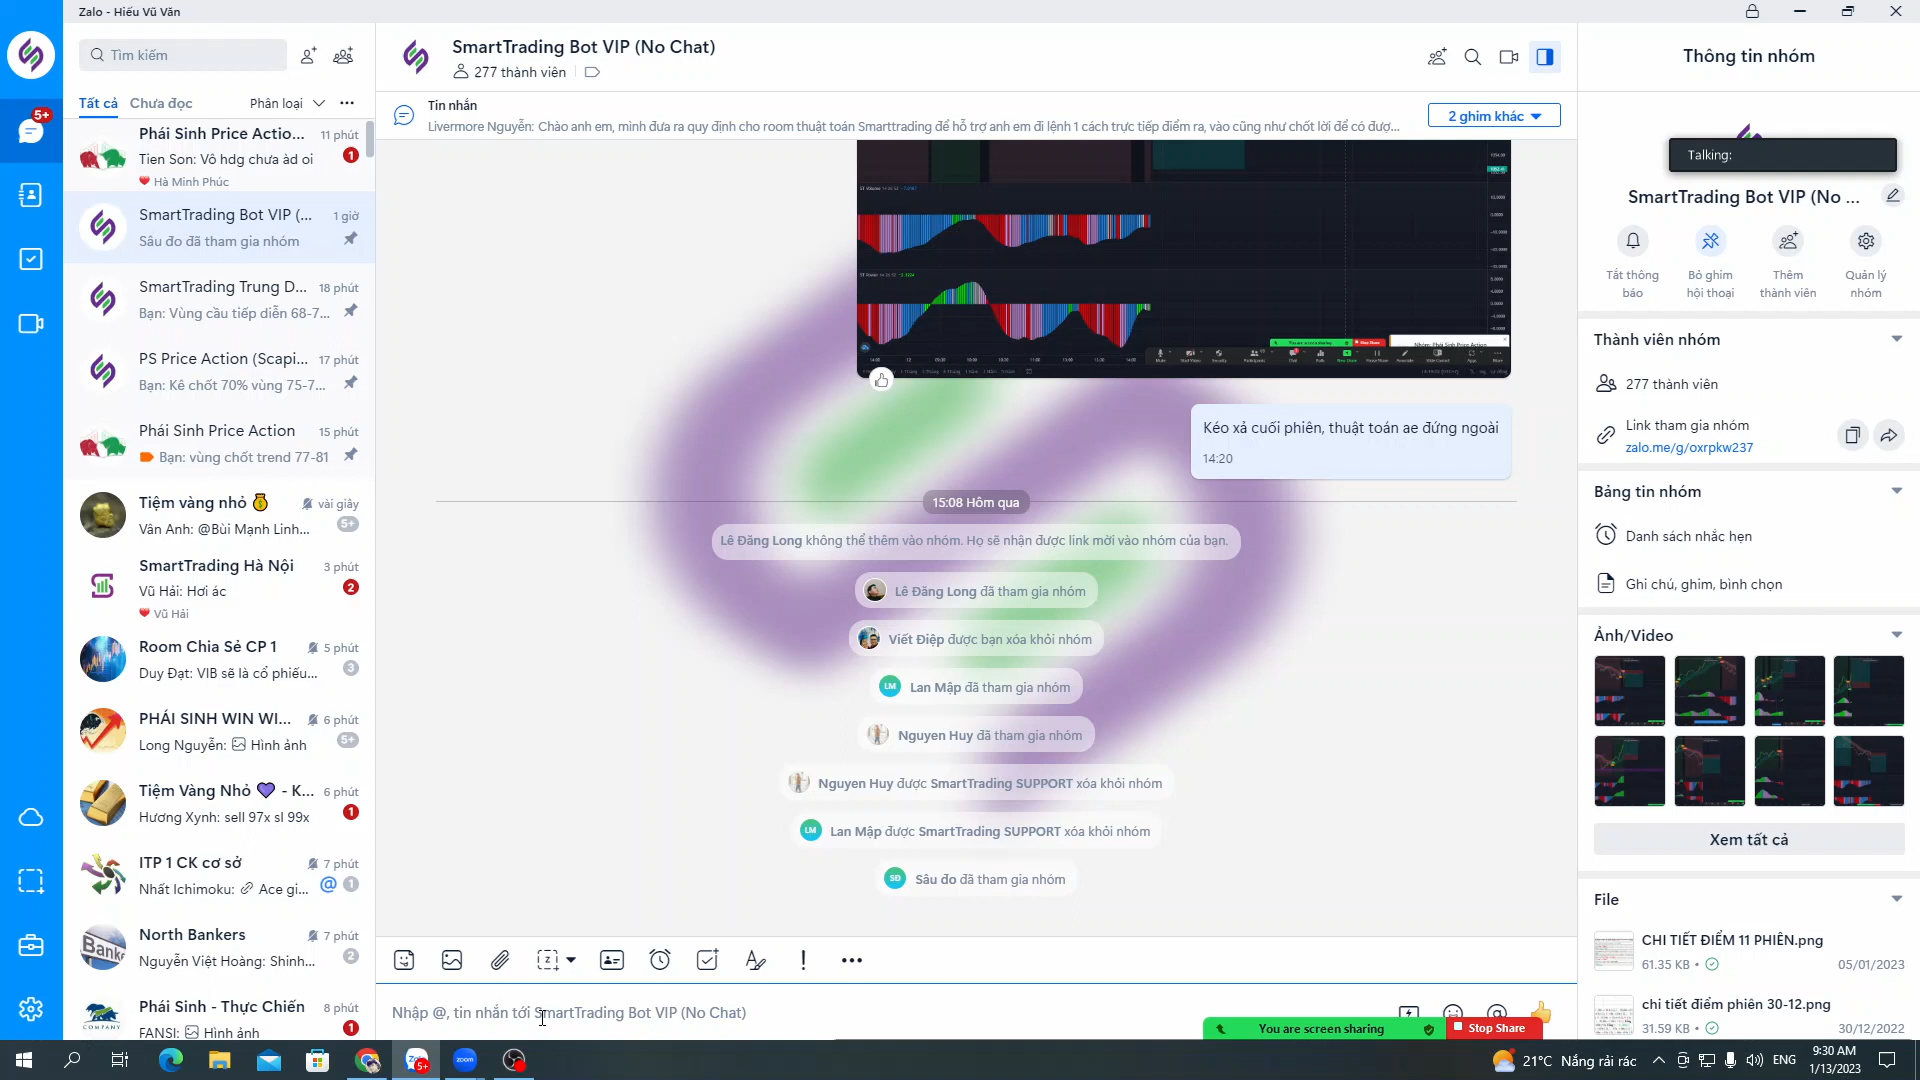 Zalo - Hiếu Vũ Văn
Tìm kiếm
Tất cả
Chưa đọc
Phân loại
5+
Phái Sinh Price Actio...
11 phút
Tien Son: Vô hdg chưa àd oi
1
Hà Minh Phúc
SmartTrading Bot VIP (...
1 giờ
Sâu đo đã tham gia nhóm
SmartTrading Trung D...
18 phút
Bạn: Vùng cầu tiếp diễn 68-7...
PS Price Action (Scapi...
17 phút
Bạn: Kê chốt 70% vùng 75-7...
Phái Sinh Price Action
15 phút
Bạn: vùng chốt trend 77-81
Tiệm vàng nhỏ
vài giây
Vân Anh: @Bùi Mạnh Linh...
5+
SmartTrading Hà Nội
3 phút
Vũ Hải: Hơi ác
2
Vũ Hải
Room Chia Sẻ CP 1
5 phút
Duy Đạt: VIB sẽ là cổ phiếu...
3
PHÁI SINH WIN WI...
6 phút
Long Nguyễn: Hình ảnh
5+
Tiệm Vàng Nhỏ - K...
6 phút
Hương Xynh: sell 97x sl 99x
1
ITP 1 CK cơ sở
7 phút
Nhất Ichimoku: Ace gi...
@ 1
North Bankers
7 phút
Nguyễn Việt Hoàng: Shinh...
2
Phái Sinh - Thực Chiến
8 phút
FANSI: Hình ảnh
1
SmartTrading Bot VIP (No Chat)
277 thành viên
Tin nhắn
Livermore Nguyễn: Chào anh em, mình đưa ra quy định cho room thuật toán Smarttrading để hỗ trợ anh em đi lệnh 1 cách trực tiếp điểm ra, vào cũng như chốt lời để có đượ...
2 ghim khác
Kéo xả cuối phiên, thuật toán ae đứng ngoài
14:20
15:08 Hôm qua
Lê Đăng Long không thể thêm vào nhóm. Họ sẽ nhận được link mời vào nhóm của bạn.
Lê Đăng Long đã tham gia nhóm
Viết Điệp được bạn xóa khỏi nhóm
LM Lan Mập đã tham gia nhóm
Nguyen Huy đã tham gia nhóm
Nguyen Huy được SmartTrading SUPPORT xóa khỏi nhóm
LM Lan Mập được SmartTrading SUPPORT xóa khỏi nhóm
SĐ Sâu đo đã tham gia nhóm
Nhập @, tin nhắn tới SmartTrading Bot VIP (No Chat)
You are screen sharing
Stop Share
Thông tin nhóm
Talking:
SmartTrading Bot VIP (No ...
Tắt thông báo
Bỏ ghim hội thoại
Thêm thành viên
Quản lý nhóm
Thành viên nhóm
277 thành viên
Link tham gia nhóm
zalo.me/g/oxrpkw237
Bảng tin nhóm
Danh sách nhắc hẹn
Ghi chú, ghim, bình chọn
Ảnh/Video
Xem tất cả
File
CHI TIẾT ĐIỂM 11 PHIÊN.png
61.35 KB
05/01/2023
chi tiết điểm phiên 30-12.png
31.59 KB
30/12/2022
21°C Nắng rải rác
ENG
9:30 AM
1/13/2023